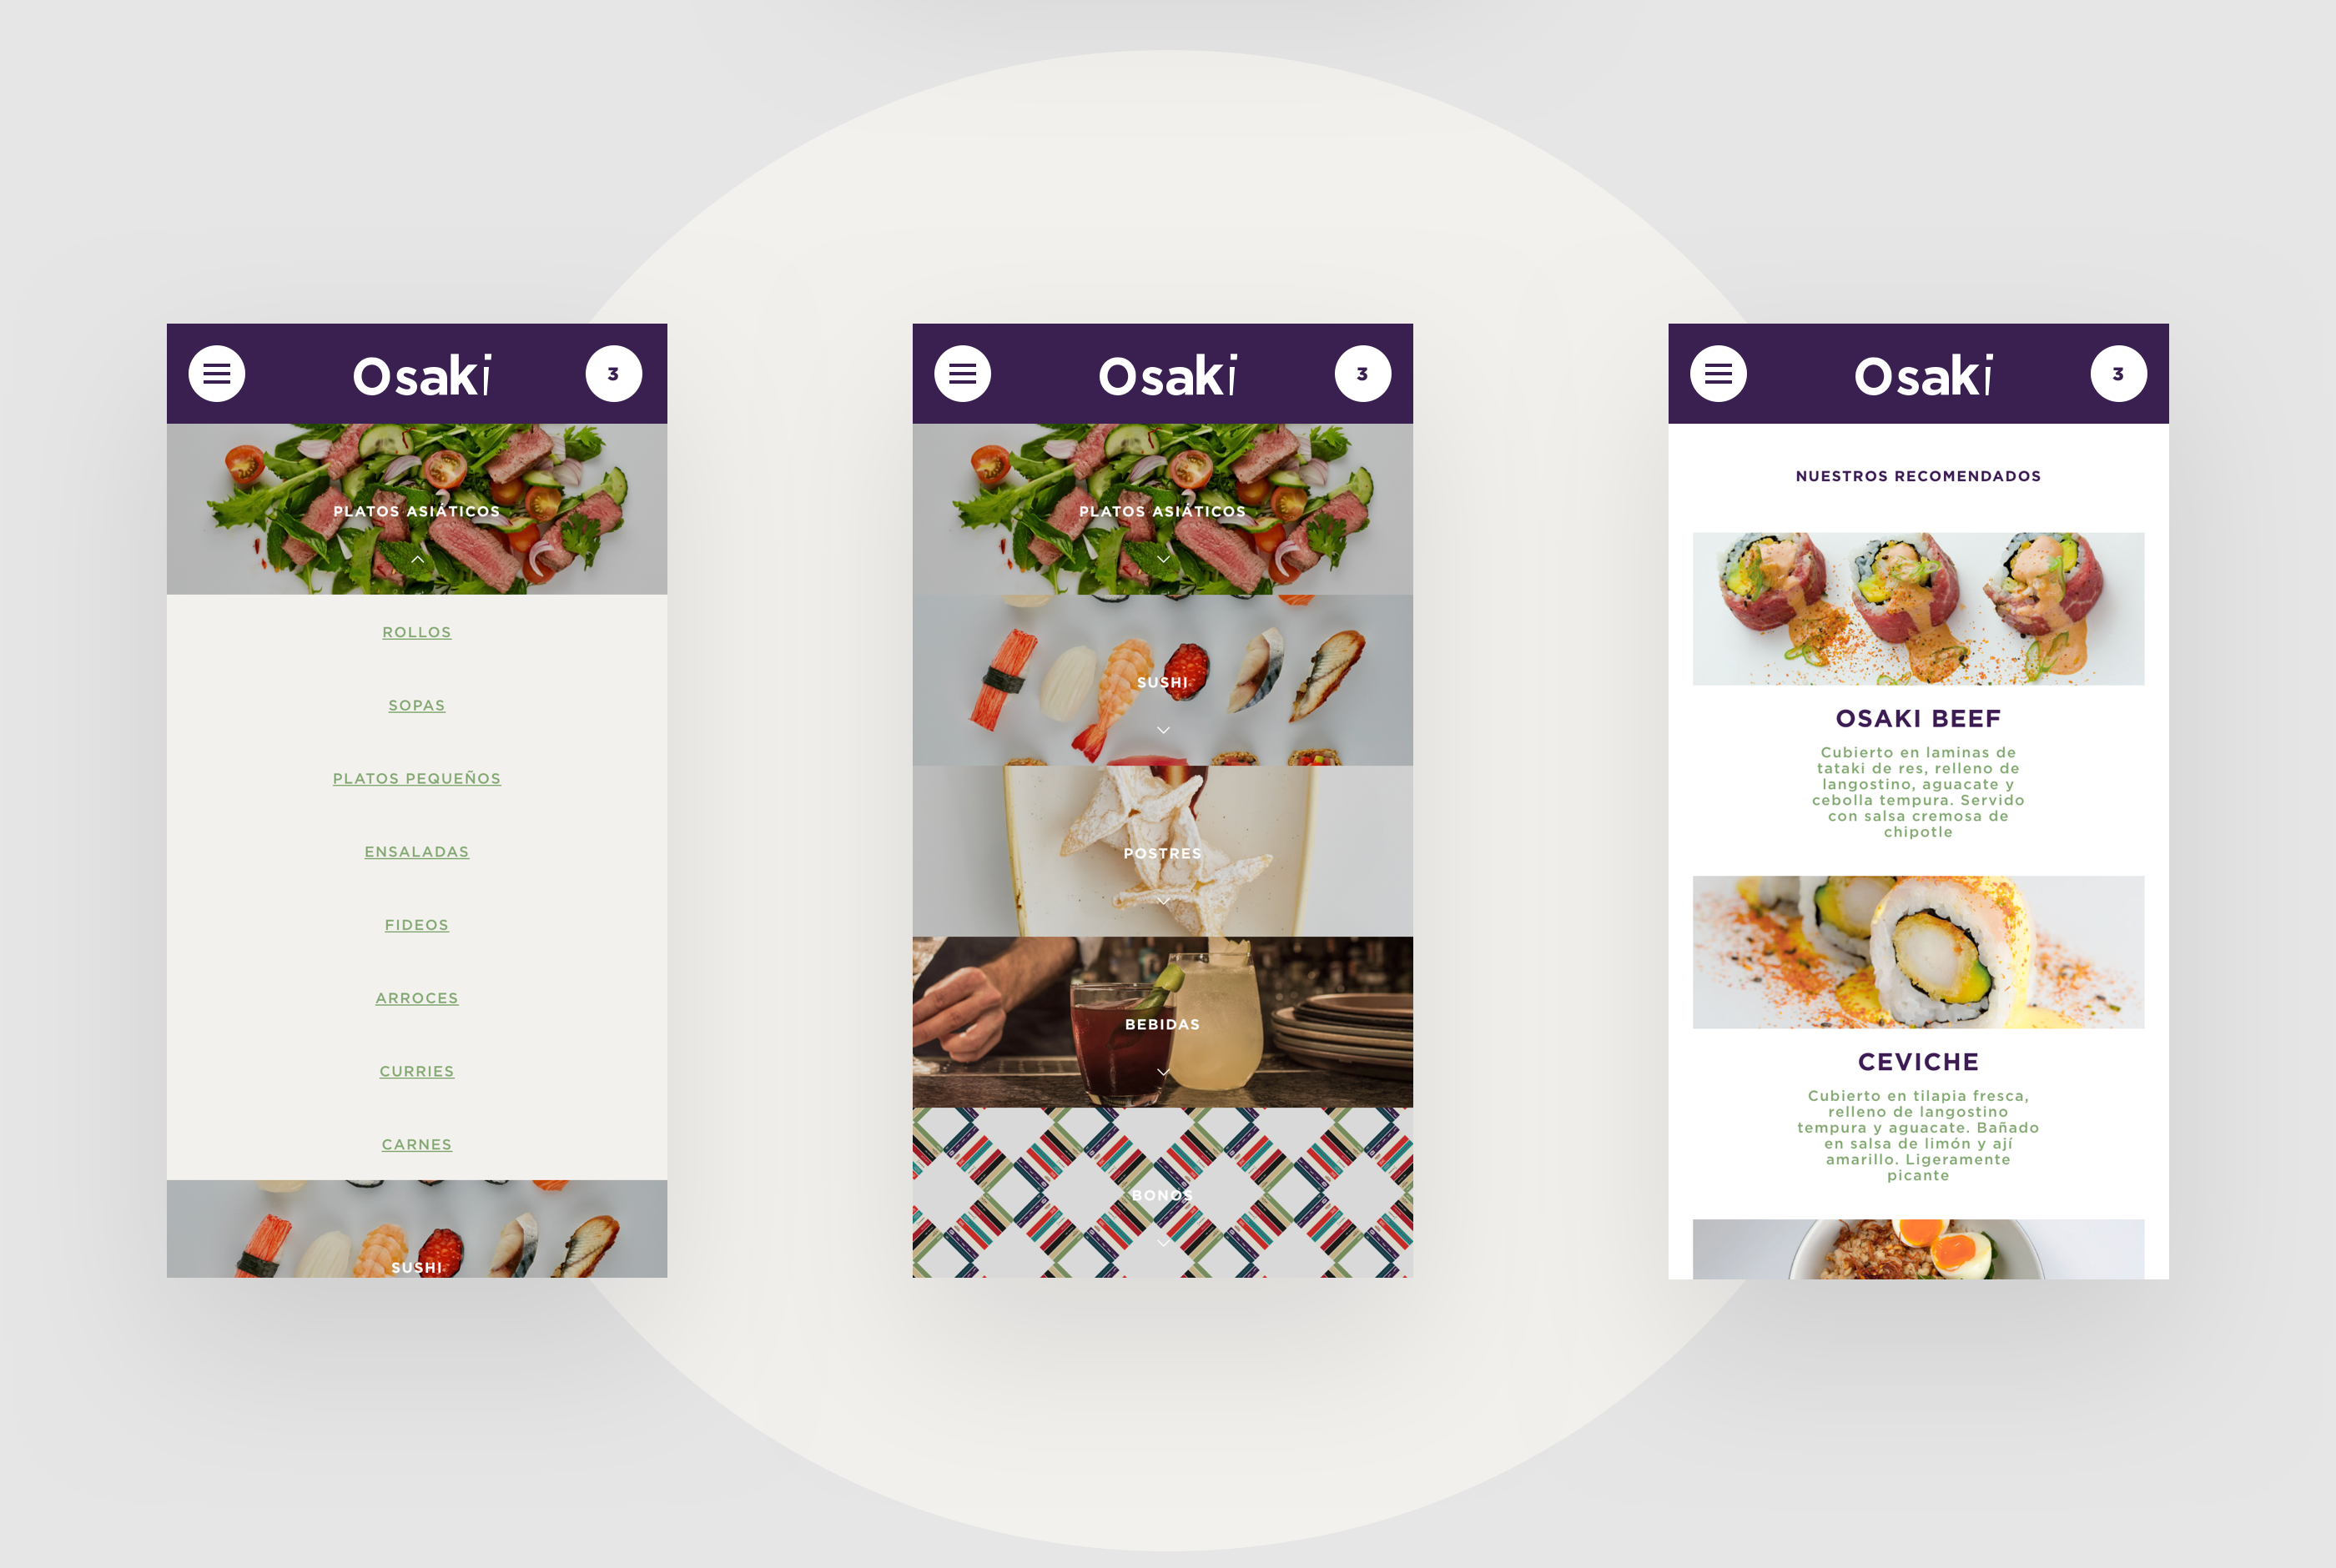 Osaki
3
PLATOS ASIÁTICOS
ROLLOS
SOPAS
PLATOS PEQUEÑOS
ENSALADAS
FIDEOS
ARROCES
CURRIES
CARNES
SUSHI
Osaki
3
PLATOS ASIÁTICOS
SUSHI
POSTRES
BEBIDAS
BONOS
Osaki
3
NUESTROS RECOMENDADOS
OSAKI BEEF
Cubierto en laminas de
tataki de res, relleno de
langostino, aguacate y
cebolla tempura. Servido
con salsa cremosa de
chipotle
CEVICHE
Cubierto en tilapia fresca,
relleno de langostino
tempura y aguacate. Bañado
en salsa de limón y ají
amarillo. Ligeramente
picante